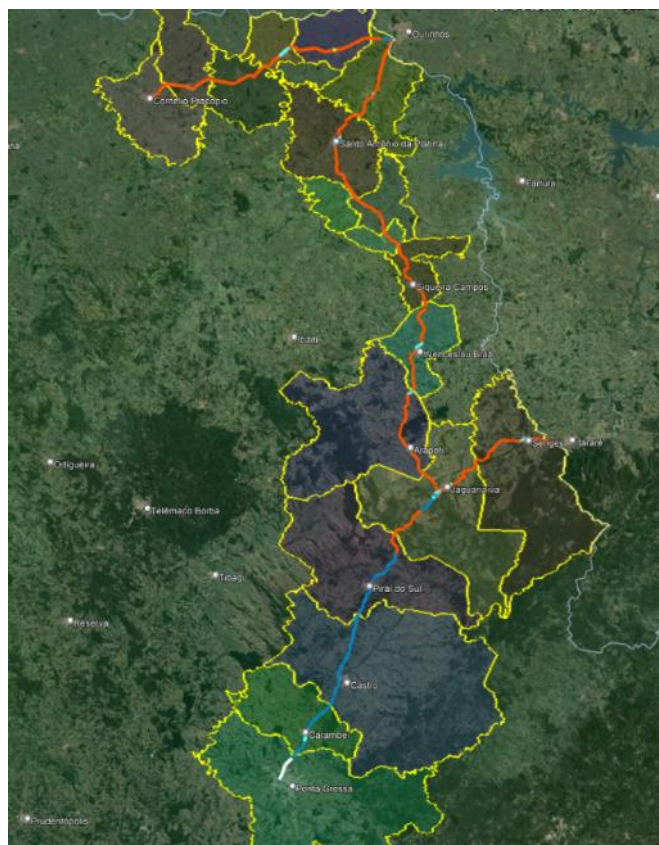 Ourinhos
Cornélio Procópio
Santo Antônio da Platina
Fartura
Siqueira Campos
Ibaiti
Wenceslau Braz
Arapoti
Sengés
Itararé
Ortigueira
Jaguariaíva
Telêmaco Borba
Tibagi
Piraí do Sul
Reserva
Castro
Carambeí
Ponta Grossa
Prudentópolis